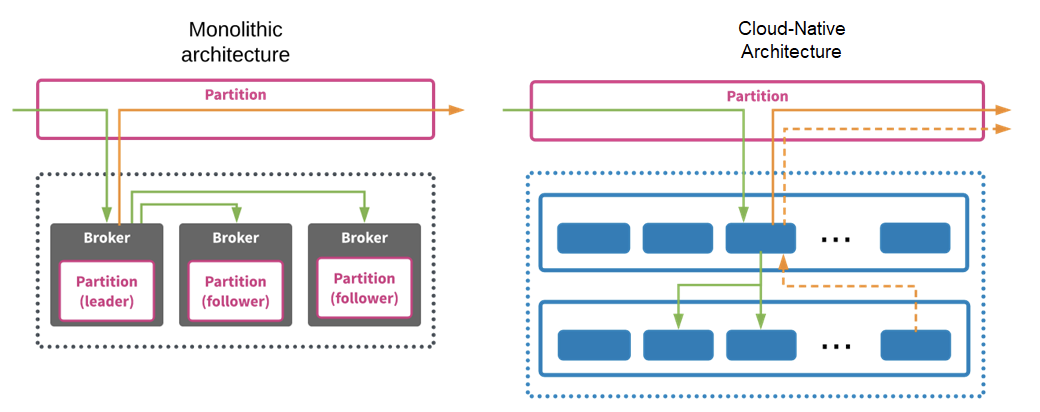 Monolithic
architecture
Partition
Broker
Partition
(leader)
Broker
Partition
(follower)
Broker
Partition
(follower)
Cloud-Native
Architecture
Partition
...
...